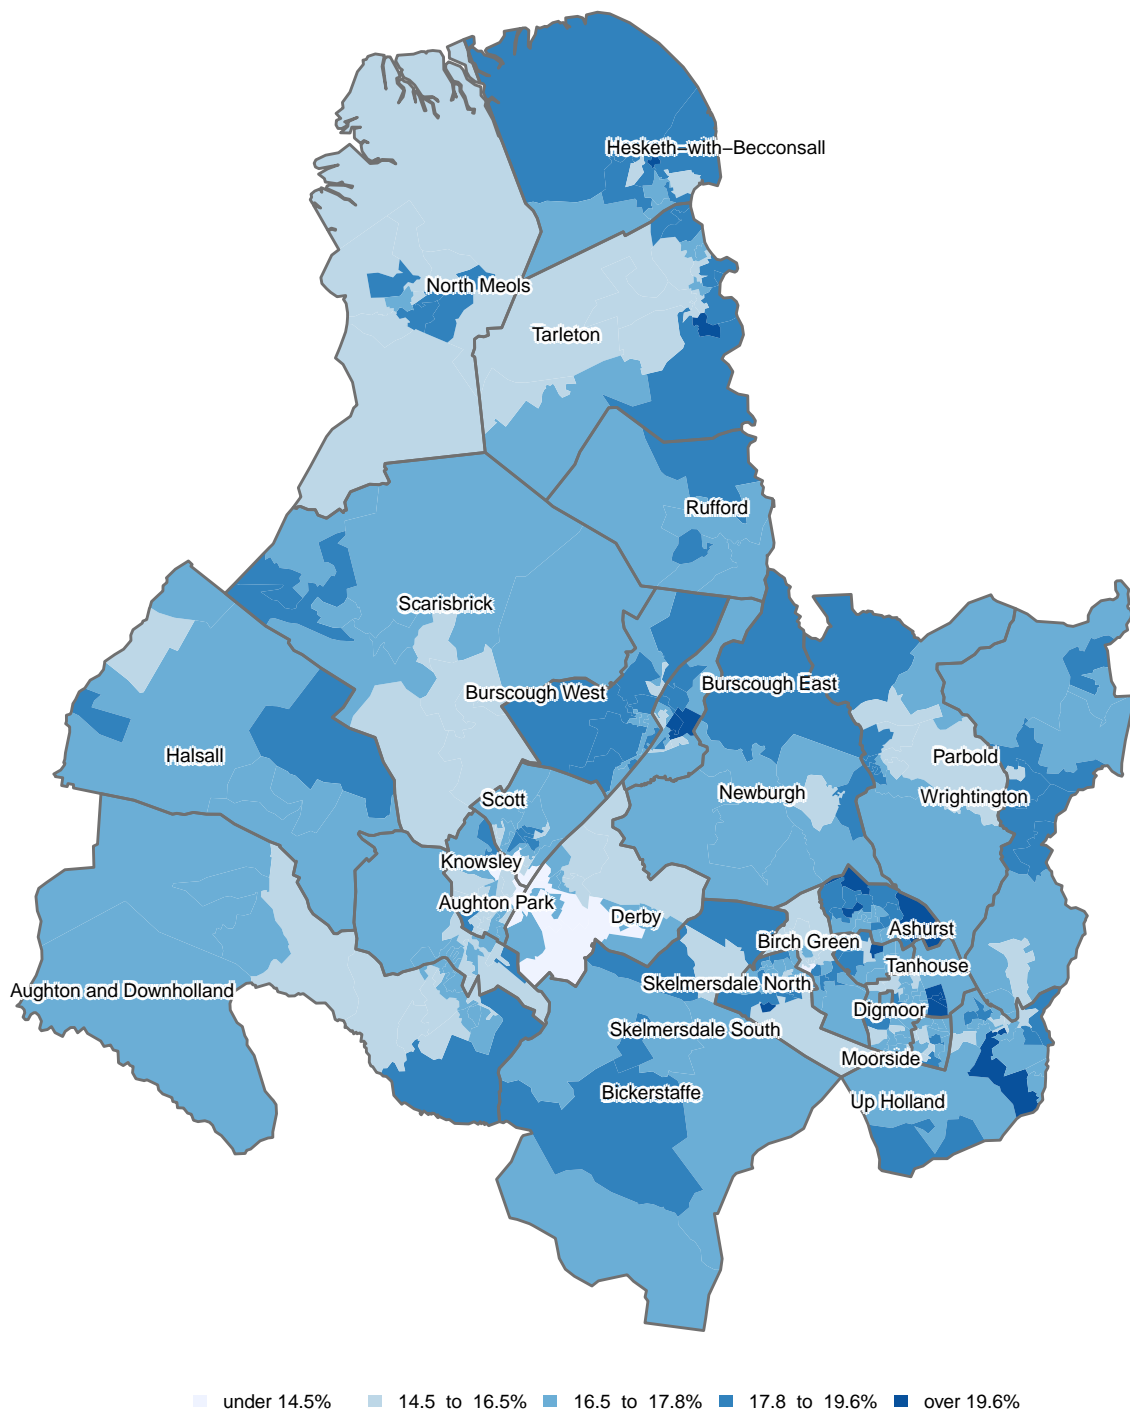 Hesketh−with−Becconsall
North Meols
Tarleton
Rufford
Scarisbrick
Burscough West
Burscough East
Halsall
Parbold
Newburgh
Wrightington
Scott
Knowsley
Aughton Park
Derby
Ashurst
Birch Green
Tanhouse
Skelmersdale North
Aughton and Downholland
Digmoor
Skelmersdale South
Moorside
Bickerstaffe
Up Holland
under 14.5% 14.5 to 16.5% 16.5 to 17.8% 17.8 to 19.6% over 19.6%